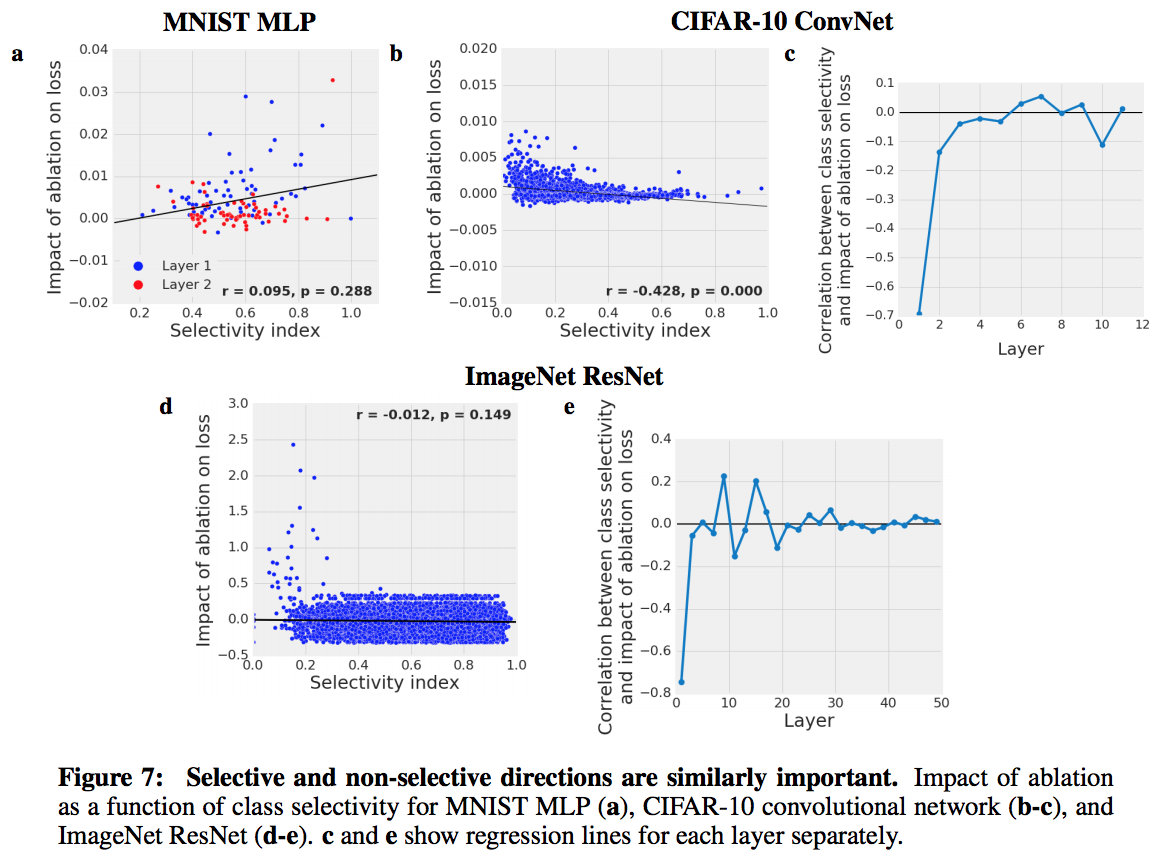 MNIST MLP
CIFAR-10 ConvNet
a
Impact of ablation on loss
0.04
0.03
0.02
0.01
0.00
−0.01
−0.02
Layer 1
Layer 2
r = 0.095, p = 0.288
0.2 0.4 0.6 0.8 1.0
Selectivity index
b
Impact of ablation on loss
0.020
0.015
0.010
0.005
0.000
−0.005
−0.010
−0.015
r = -0.428, p = 0.000
0.0 0.2 0.4 0.6 0.8 1.0
Selectivity index
c
Correlation between class selectivity
and impact of ablation on loss
0.1
0.0
−0.1
−0.2
−0.3
−0.4
−0.5
−0.6
−0.7
0 2 4 6 8 10 12
Layer
ImageNet ResNet
d
Impact of ablation on loss
3.0
2.5
2.0
1.5
1.0
0.5
0.0
−0.5
r = -0.012, p = 0.149
0.0 0.2 0.4 0.6 0.8 1.0
Selectivity index
e
Correlation between class selectivity
and impact of ablation on loss
0.4
0.2
0.0
−0.2
−0.4
−0.6
−0.8
0 10 20 30 40 50
Layer
Figure 7: Selective and non-selective directions are similarly important. Impact of ablation
as a function of class selectivity for MNIST MLP (a), CIFAR-10 convolutional network (b-c), and
ImageNet ResNet (d-e). c and e show regression lines for each layer separately.